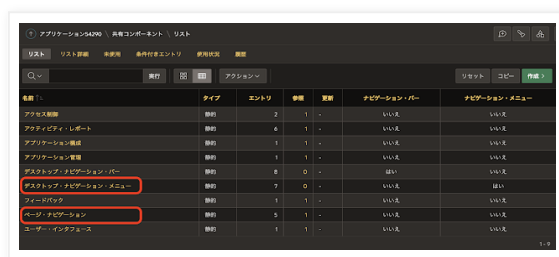 アプリケーション54290 \ 共有コンポーネント \ リスト
リスト リスト詳細 未使用 条件付きエントリ 使用状況 履歴
実行 アクション リセット コピー 作成 >
名前 タイプ エントリ 参照 更新 ナビゲーション・バー ナビゲーション・メニュー
アクセス制御 静的 2 1 - いいえ いいえ
アクティビティ・レポート 静的 6 1 - いいえ いいえ
アプリケーション構成 静的 1 1 - いいえ いいえ
アプリケーション管理 静的 1 1 - いいえ いいえ
デスクトップ・ナビゲーション・バー 静的 8 0 - はい いいえ
デスクトップ・ナビゲーション・メニュー 静的 7 0 - いいえ はい
フィードバック 静的 1 1 - いいえ いいえ
ページ・ナビゲーション 静的 5 1 - いいえ いいえ
ユーザー・インタフェース 静的 1 1 - いいえ いいえ
1 - 9